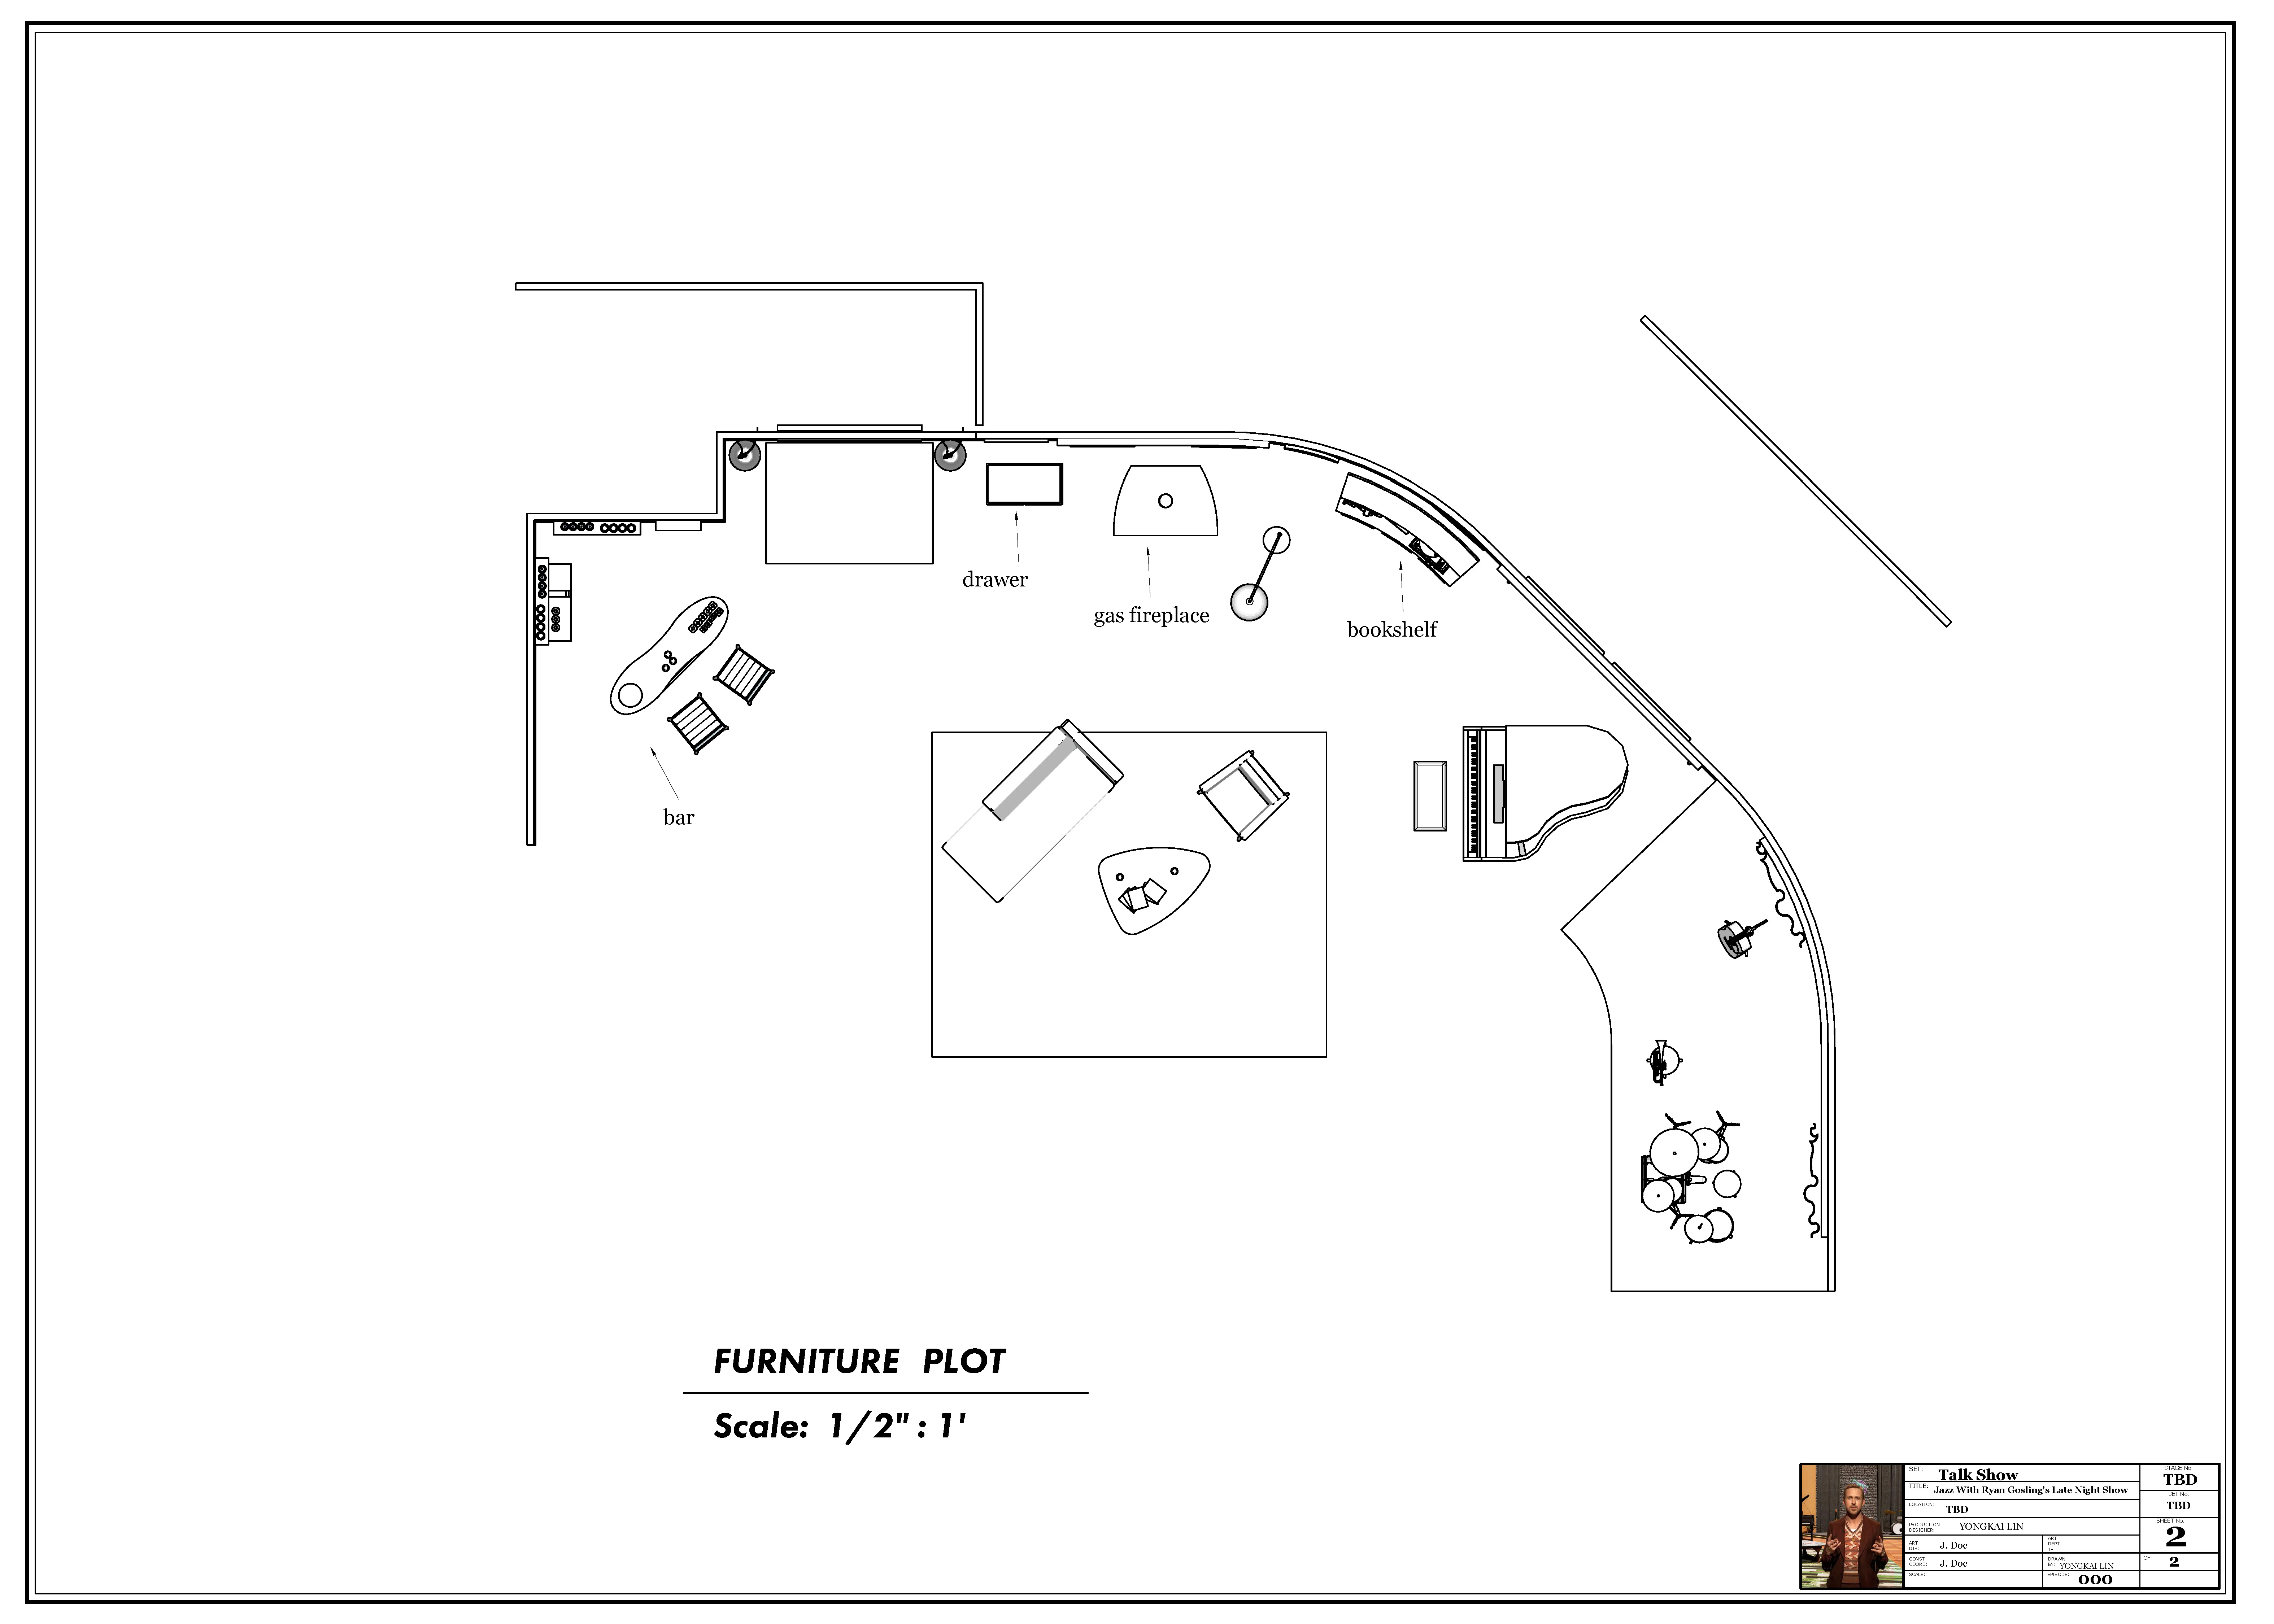 drawer
gas fireplace
bookshelf
bar
FURNITURE PLOT
Scale: 1/2" : 1'
SET: Talk Show
TITLE: Jazz With Ryan Gosling's Late Night Show
LOCATION: TBD
PRODUCTION DESIGNER: YONGKAI LIN
ART DIR: J. Doe
ART DEPT TEL:
CONST COORD: J. Doe
DRAWN BY: YONGKAI LIN
SCALE:
EPISODE: 000
STAGE No. TBD
SET No. TBD
SHEET No. 2
OF 2